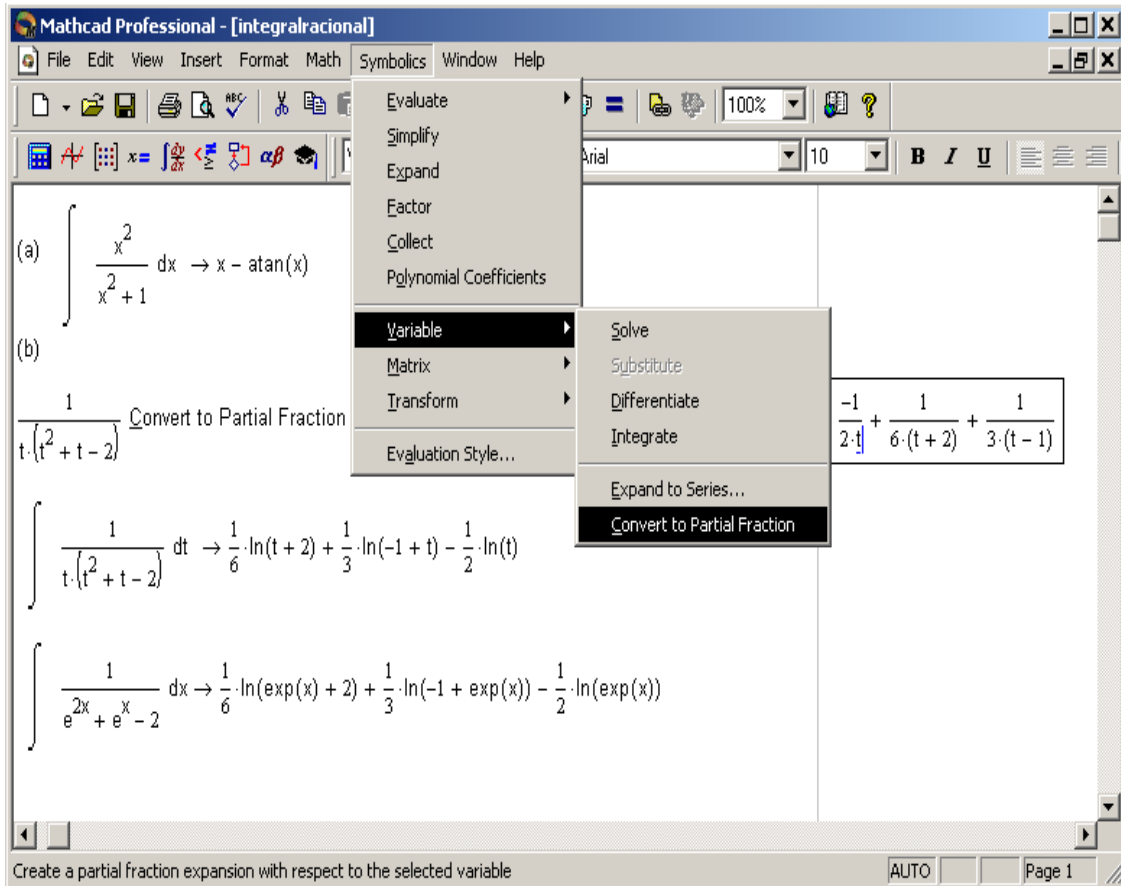 Mathcad Professional - [integralracional]
File Edit View Insert Format Math Symbolics Window Help
100%
Arial 10 B I U
Evaluate
Simplify
Expand
Factor
Collect
Polynomial Coefficients
Variable
Matrix
Transform
Evaluation Style...
Solve
Substitute
Differentiate
Integrate
Expand to Series...
Convert to Partial Fraction
(a) ∫ x^2/(x^2 + 1) dx → x − atan(x)
(b)
1/(t·(t^2 + t − 2)) Convert to Partial Fraction
−1/(2·t) + 1/(6·(t + 2)) + 1/(3·(t − 1))
∫ 1/(t·(t^2 + t − 2)) dt → 1/6·ln(t + 2) + 1/3·ln(−1 + t) − 1/2·ln(t)
∫ 1/(e^2x + e^x − 2) dx → 1/6·ln(exp(x) + 2) + 1/3·ln(−1 + exp(x)) − 1/2·ln(exp(x))
Create a partial fraction expansion with respect to the selected variable AUTO Page 1